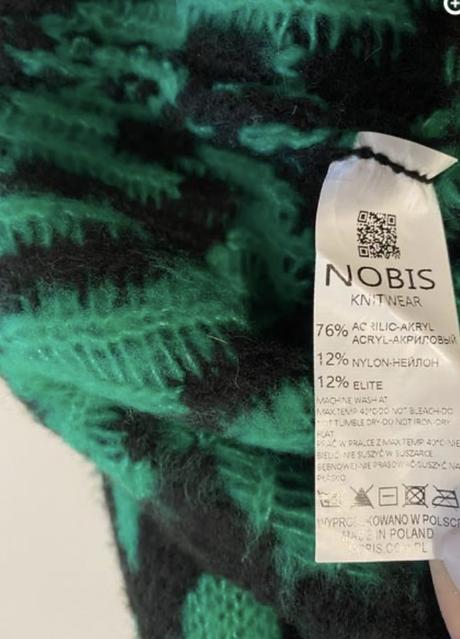 NOBIS
KNITWEAR
76% ACRILIC-AKRYL
ACRYL-АКРИЛОВЫЙ
12% NYLON-НЕЙЛОН
12% ELITE
MACHINE WASH AT
MAX.TEMP 40°C·DO NOT BLEACH-DO
NOT TUMBLE DRY-DO NOT IRON-DRY
FLAT
PRAĆ W PRALCE Z MAX.TEMP 40°C-NIE
BIELIĆ-NIE SUSZYĆ W SUSZARCE
BĘBNOWEJ-NIE PRASOWAĆ-SUSZYĆ NA
PŁASKO
WYPRODUKOWANO W POLSCE
MADE IN POLAND